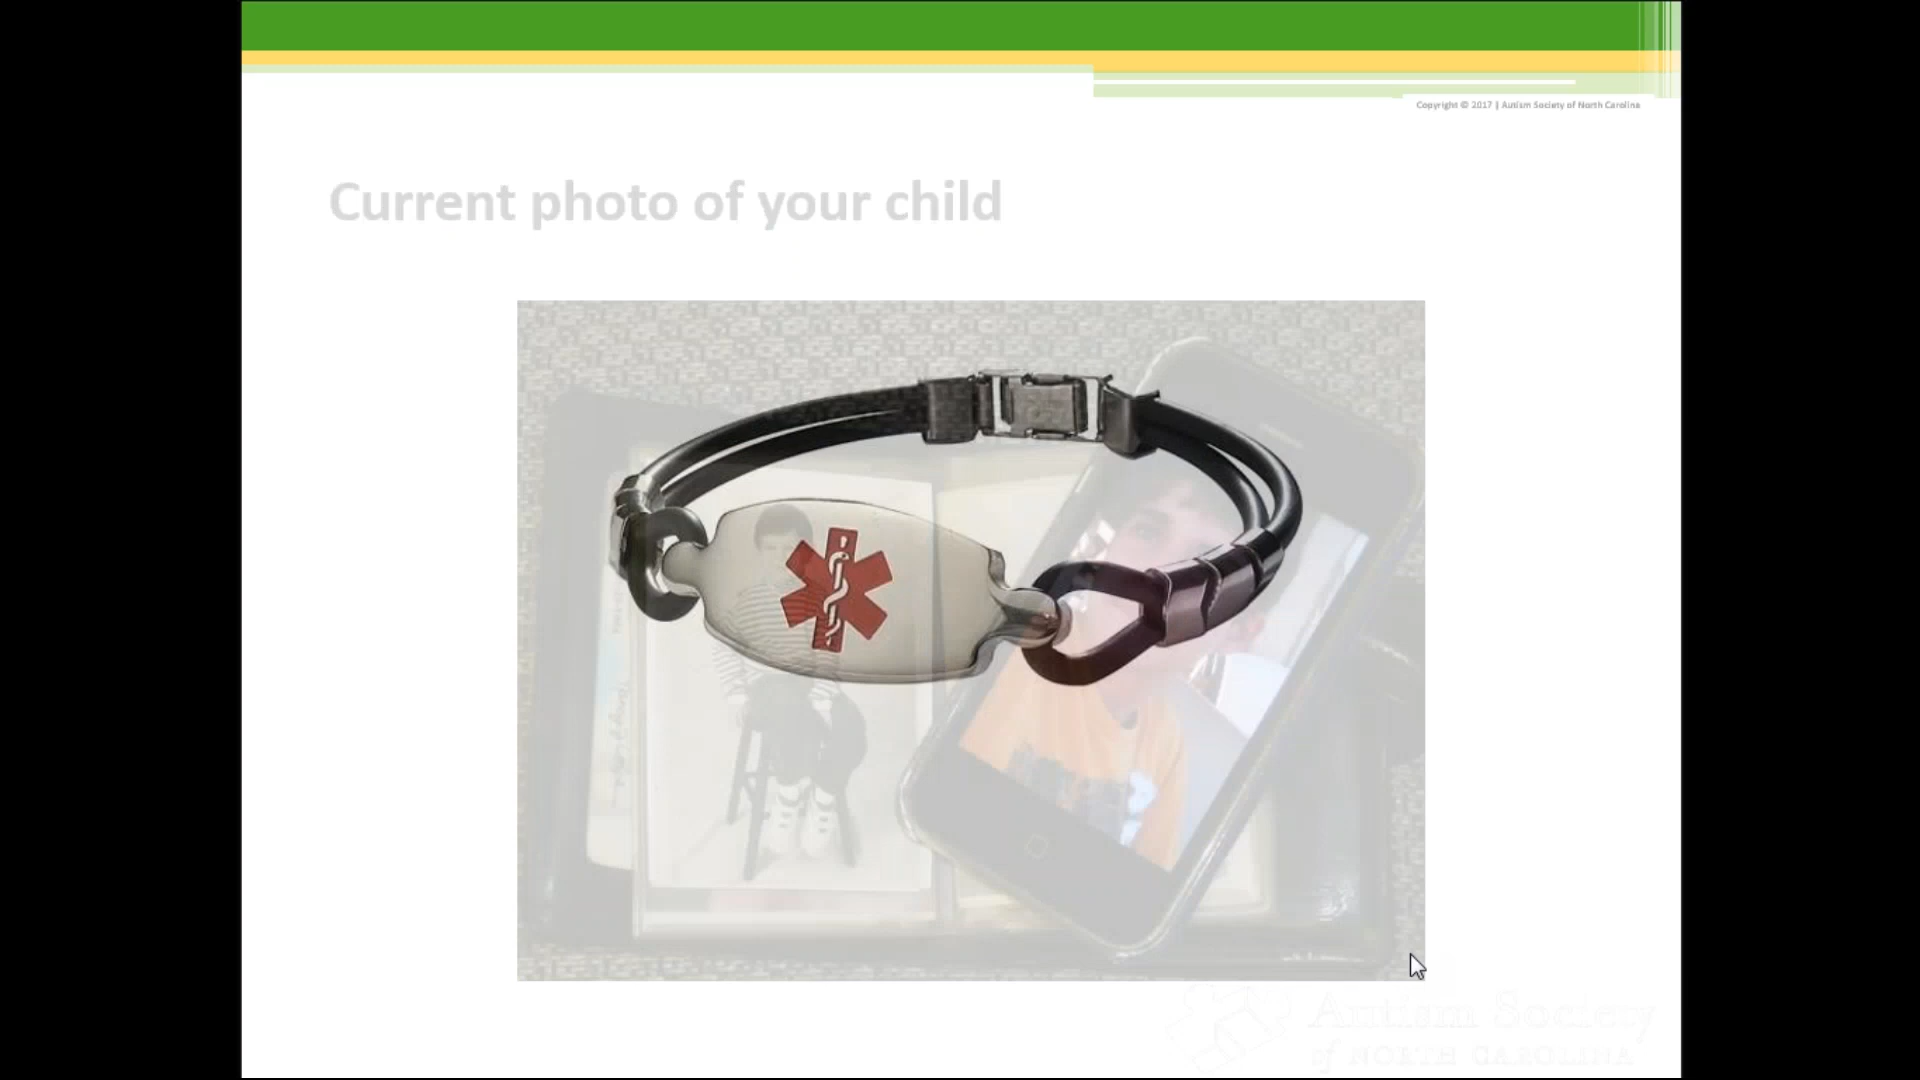 Copyright © 2017 | Autism Society of North Carolina
Current photo of your child
Autism Society
of NORTH CAROLINA